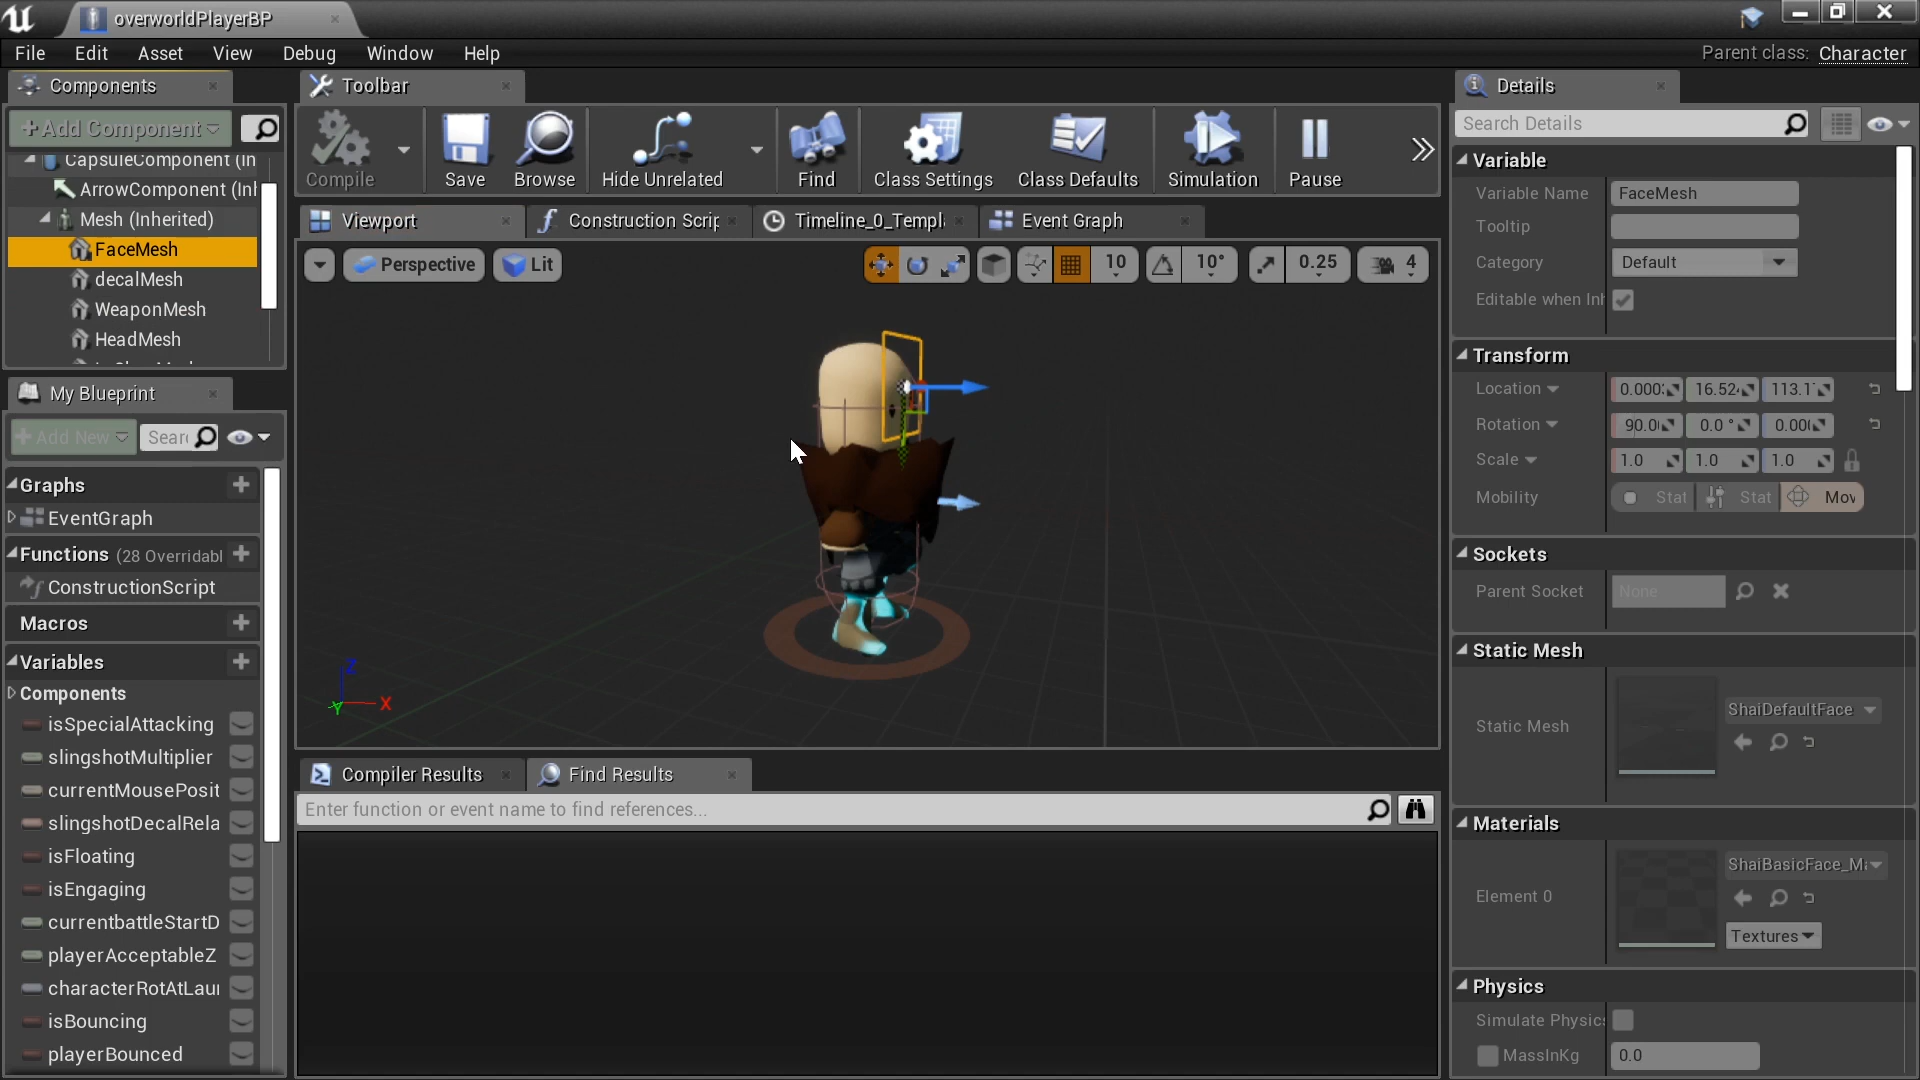 overworldPlayerBP
File Edit Asset View Debug Window Help
Parent class: Character
Components
Add Component
CapsuleComponent (In
ArrowComponent (Inh
Mesh (Inherited)
FaceMesh
decalMesh
WeaponMesh
HeadMesh
My Blueprint
Add New
Sear
Graphs
EventGraph
Functions (28 Overridabl
ConstructionScript
Macros
Variables
Components
isSpecialAttacking
slingshotMultiplier
currentMousePosit
slingshotDecalRela
isFloating
isEngaging
currentbattleStartD
playerAcceptableZ
characterRotAtLau
isBouncing
playerBounced
Toolbar
Compile
Save
Browse
Hide Unrelated
Find
Class Settings
Class Defaults
Simulation
Pause
Viewport
Construction Scrip
Timeline_0_Templ
Event Graph
Perspective
Lit
10
10°
0.25
4
Z
X
Y
Compiler Results
Find Results
Enter function or event name to find references...
Details
Search Details
Variable
Variable Name FaceMesh
Tooltip
Category Default
Editable when Inh
Transform
Location 0.000 16.52 113.1
Rotation 90.0 0.0 ° 0.00
Scale 1.0 1.0 1.0
Mobility Stat Stat Mov
Sockets
Parent Socket None
Static Mesh
Static Mesh ShaiDefaultFace
Materials
Element 0 ShaiBasicFace_Ma
Textures
Physics
Simulate Physics
MassInKg 0.0